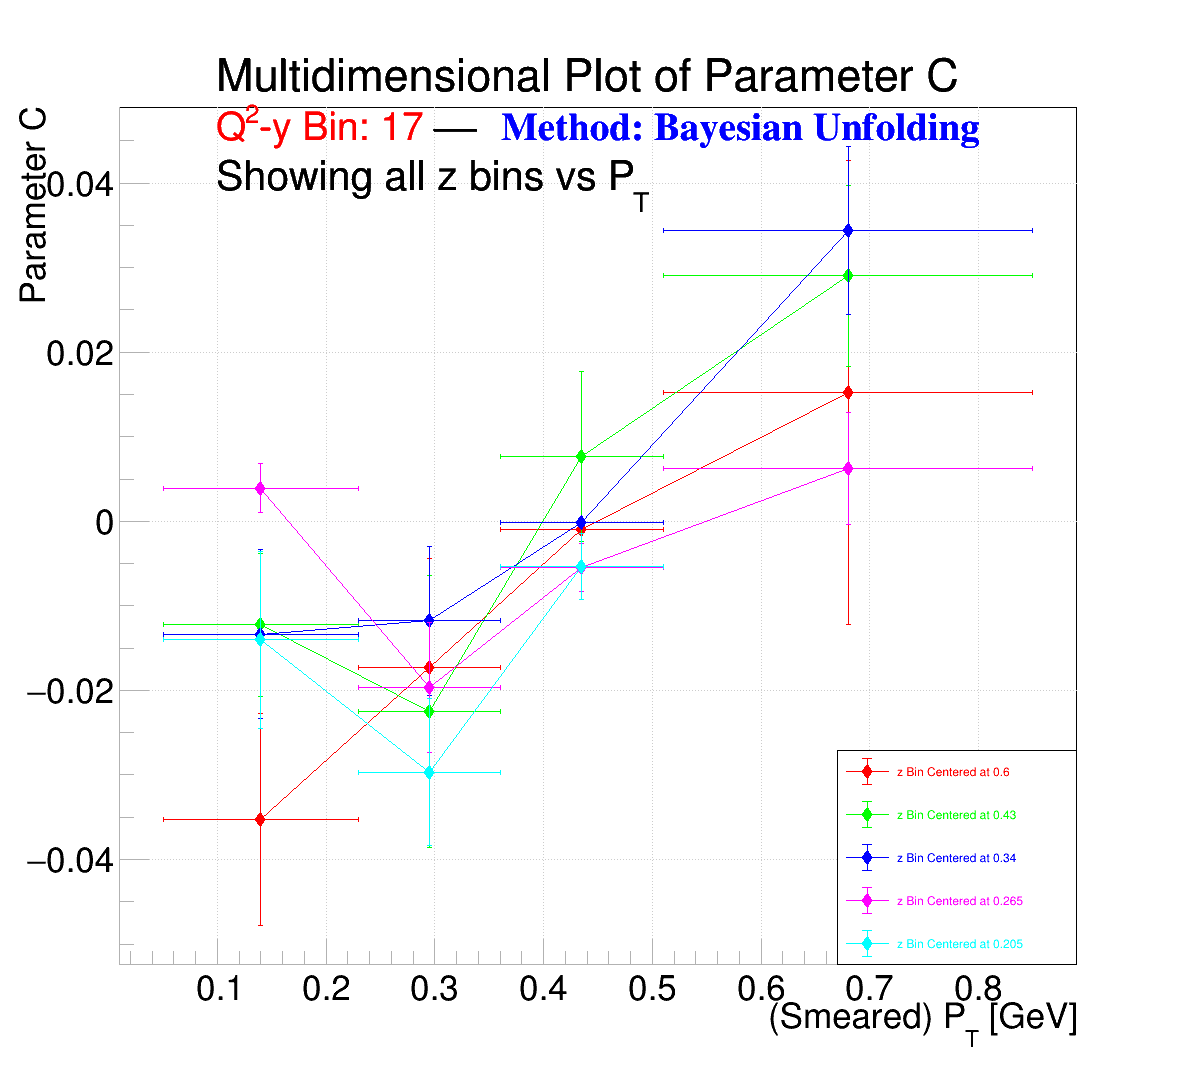 Multidimensional Plot of Parameter C
Q2-y Bin: 17 — Method: Bayesian Unfolding
Showing all z bins vs PT
Parameter C
0.04
0.02
0
−0.02
−0.04
z Bin Centered at 0.6
z Bin Centered at 0.43
z Bin Centered at 0.34
z Bin Centered at 0.265
z Bin Centered at 0.205
0.1 0.2 0.3 0.4 0.5 0.6 0.7 0.8
(Smeared) PT [GeV]